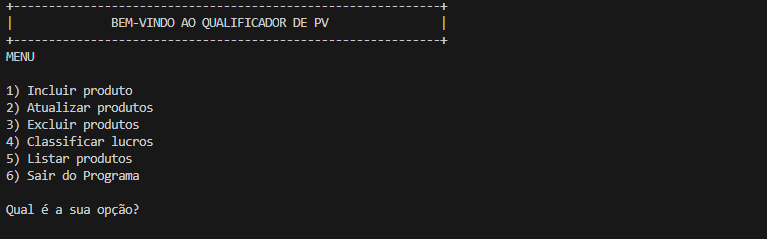 +-------------------------------------------------------------+
|              BEM-VINDO AO QUALIFICADOR DE PV                |
+-------------------------------------------------------------+
MENU
1) Incluir produto
2) Atualizar produtos
3) Excluir produtos
4) Classificar lucros
5) Listar produtos
6) Sair do Programa
Qual é a sua opção?